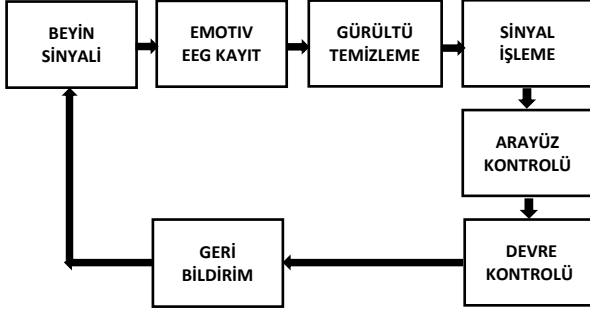 BEYİN
SİNYALİ
EMOTIV
EEG KAYIT
GÜRÜLTÜ
TEMİZLEME
SİNYAL
İŞLEME
ARAYÜZ
KONTROLÜ
DEVRE
KONTROLÜ
GERİ
BİLDİRİM